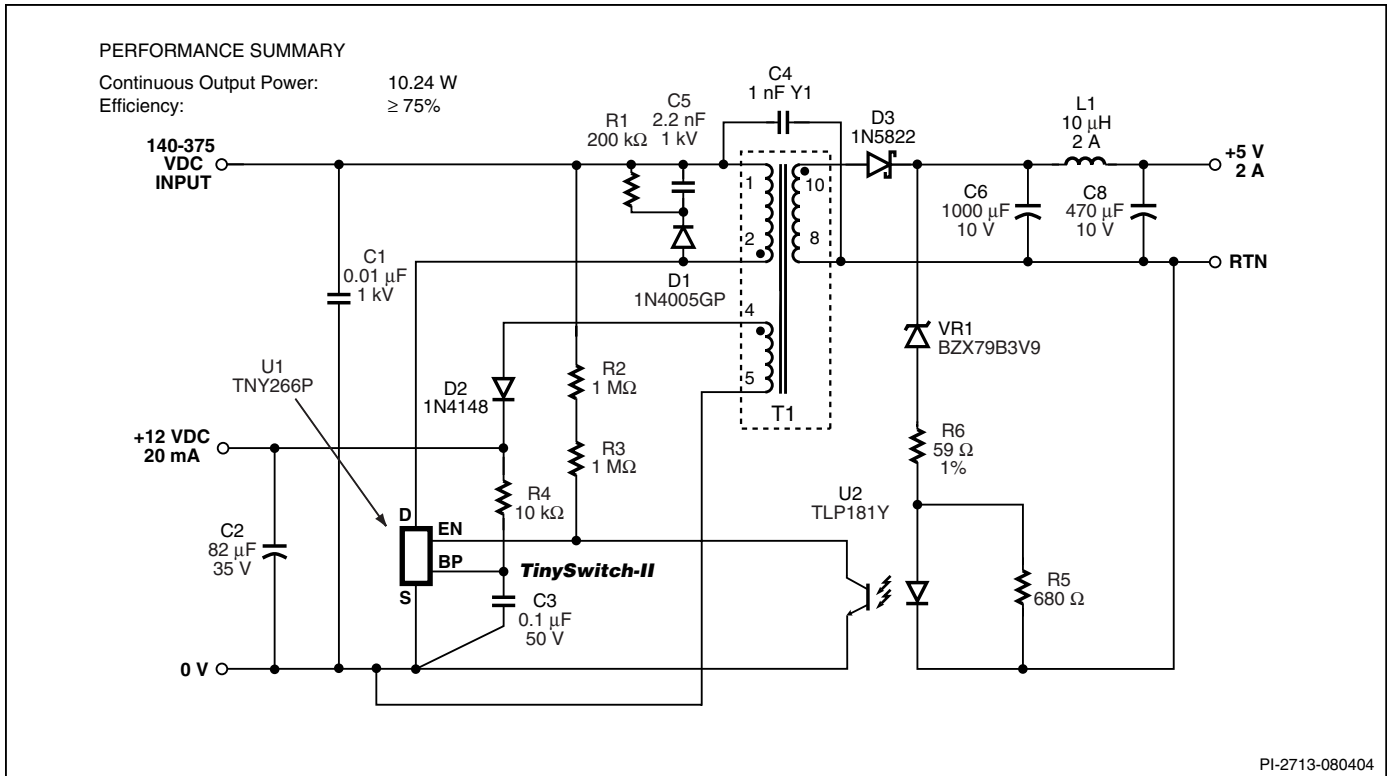 PERFORMANCE SUMMARY
Continuous Output Power: 10.24 W
Efficiency: ≥ 75%
140-375
VDC
INPUT
R1
200 kΩ
C5
2.2 nF
1 kV
C4
1 nF Y1
D3
1N5822
L1
10 µH
2 A
+5 V
2 A
1
2
10
8
C6
1000 µF
10 V
C8
470 µF
10 V
RTN
C1
0.01 µF
1 kV
D1
1N4005GP
4
5
T1
VR1
BZX79B3V9
U1
TNY266P
D2
1N4148
R2
1 MΩ
+12 VDC
20 mA
R3
1 MΩ
R6
59 Ω
1%
R4
10 kΩ
U2
TLP181Y
C2
82 µF
35 V
D
EN
BP
S
TinySwitch-II
C3
0.1 µF
50 V
R5
680 Ω
0 V
PI-2713-080404